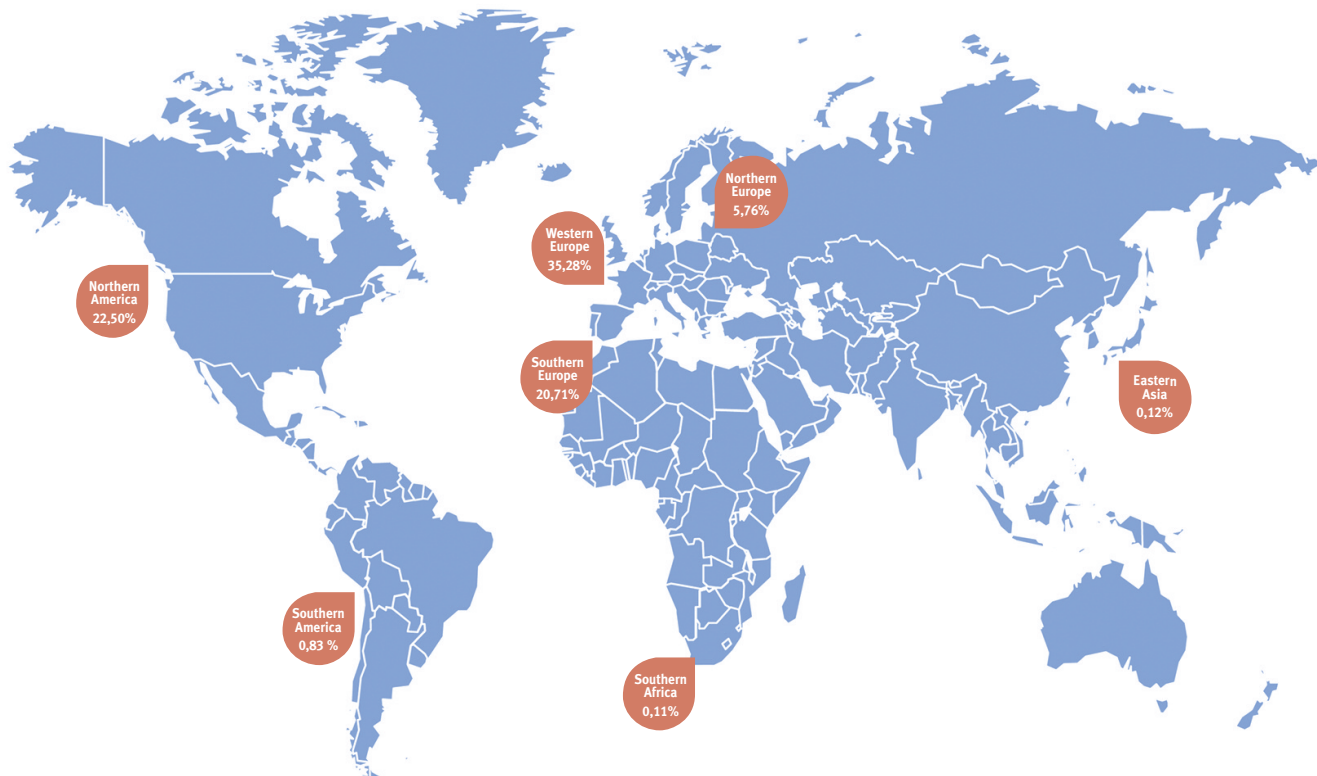 Northern
Europe
5,76%
Western
Europe
35,28%
Northern
America
22,50%
Southern
Europe
20,71%
Eastern
Asia
0,12%
Southern
America
0,83 %
Southern
Africa
0,11%